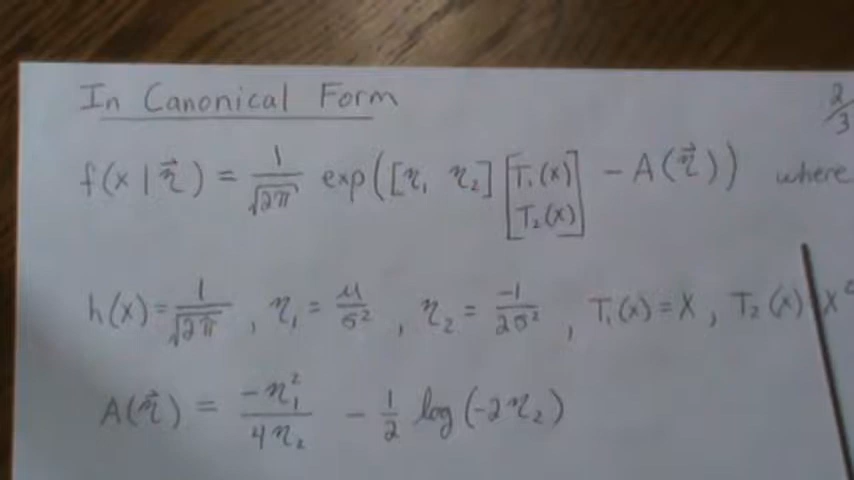 In Canonical Form
2/3
f(x|η⃗) = 1/√2π exp([η₁ η₂] [T₁(x) T₂(x)] - A(η⃗)) where
h(x) = 1/√2π , η₁ = μ/σ² , η₂ = -1/2σ² , T₁(x) = X , T₂(x) X²
A(η⃗) = -η₁²/4η₂ - 1/2 log(-2η₂)